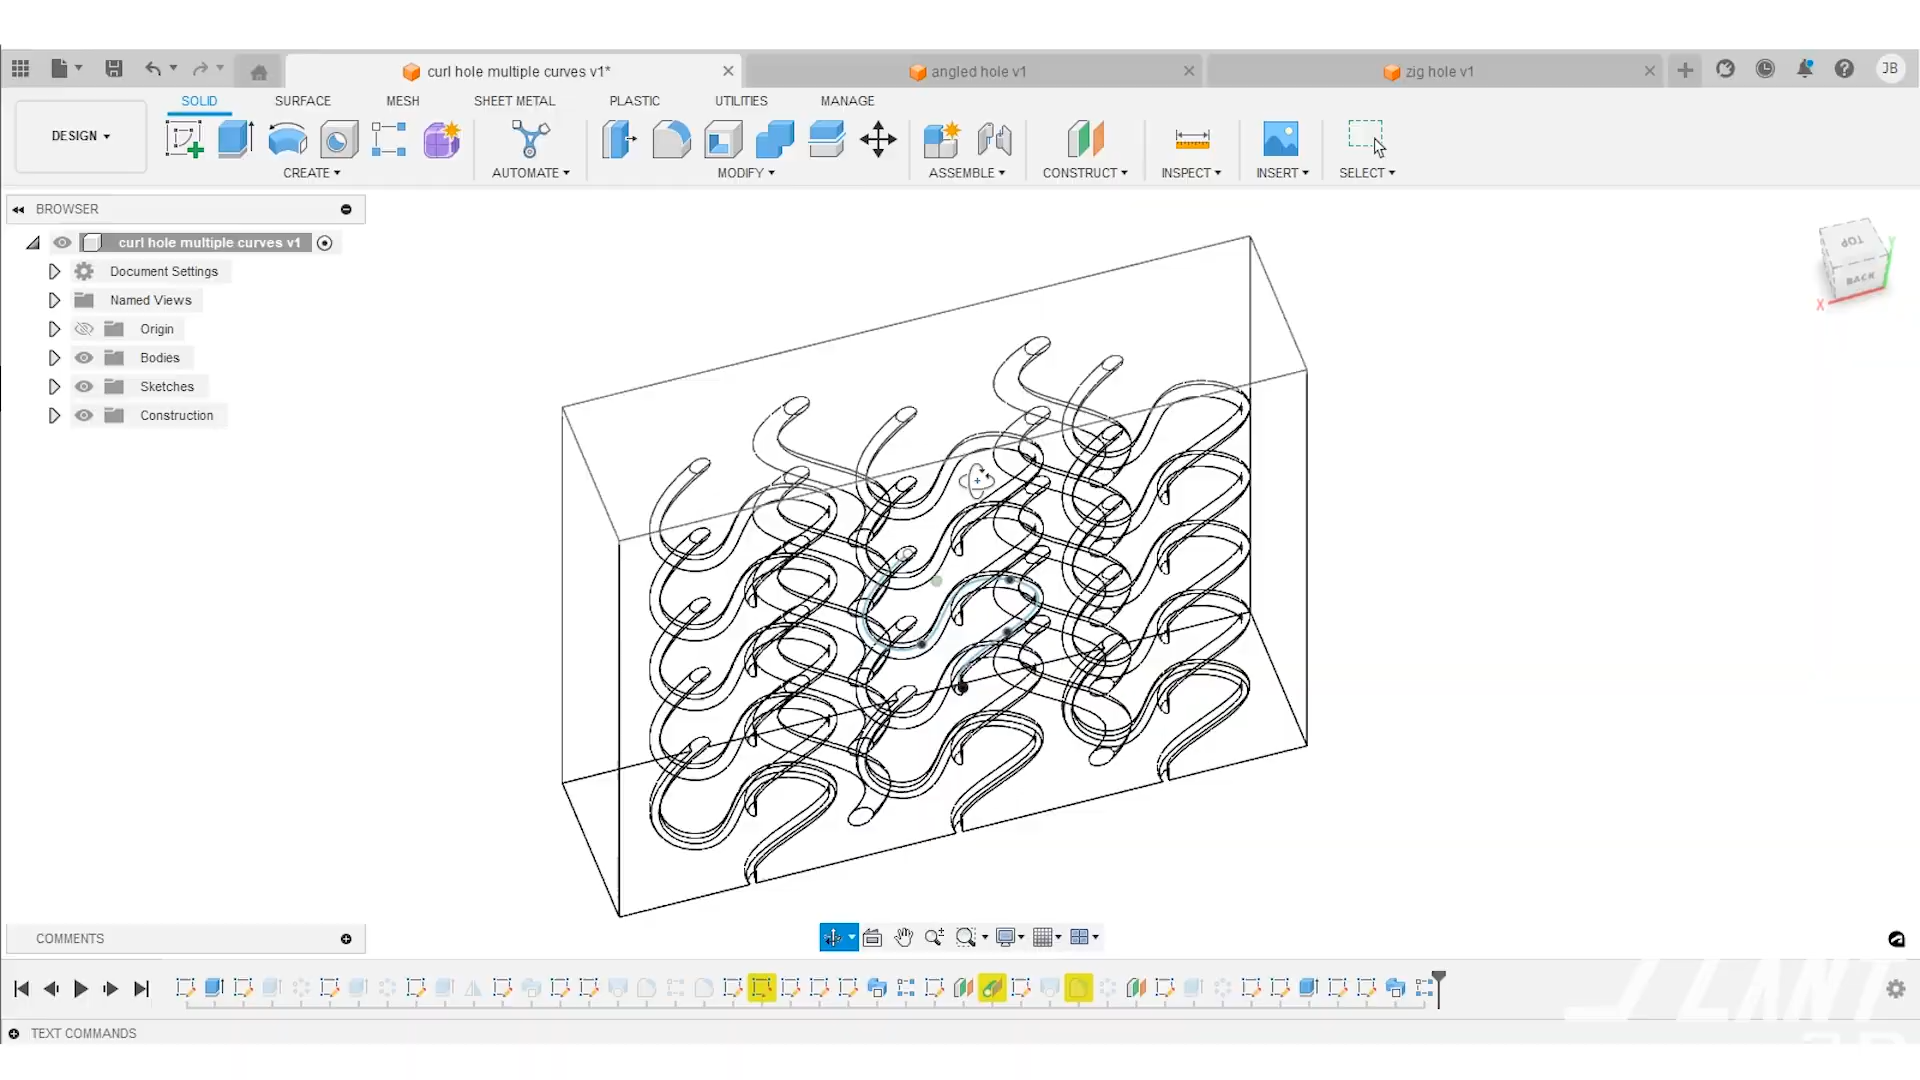 curl hole multiple curves v1*
angled hole v1
zig hole v1
JB
SOLID
SURFACE
MESH
SHEET METAL
PLASTIC
UTILITIES
MANAGE
DESIGN
CREATE
AUTOMATE
MODIFY
ASSEMBLE
CONSTRUCT
INSPECT
INSERT
SELECT
BROWSER
curl hole multiple curves v1
Document Settings
Named Views
Origin
Bodies
Sketches
Construction
TOP
BACK
X
Y
COMMENTS
TEXT COMMANDS